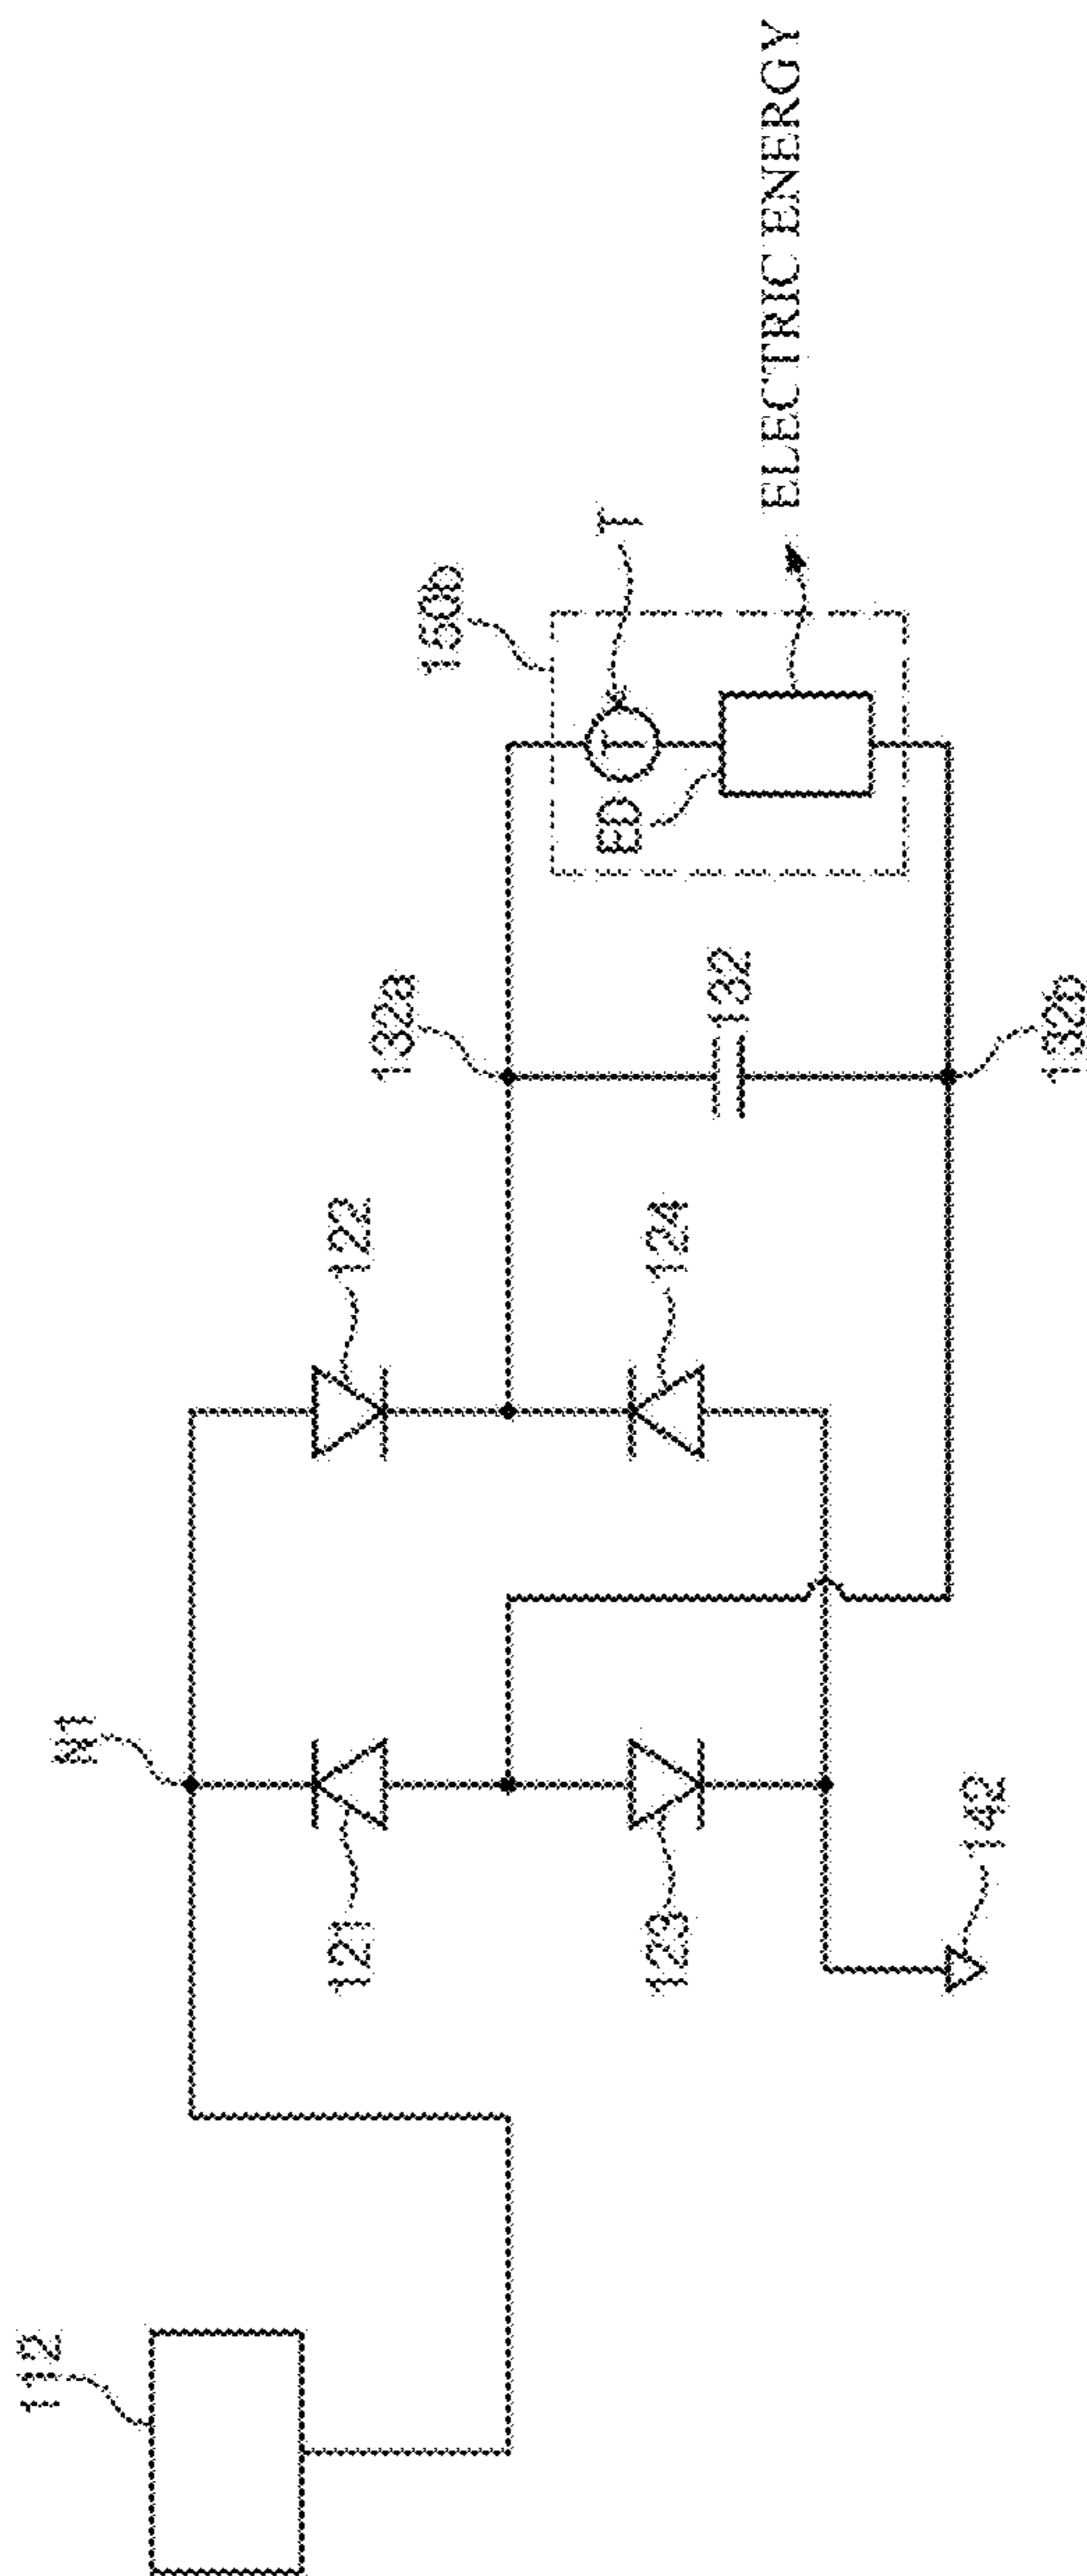 112
N1
121
122
123
124
142
132a
132
132b
150b
T
T
ED
ELECTRIC ENERGY